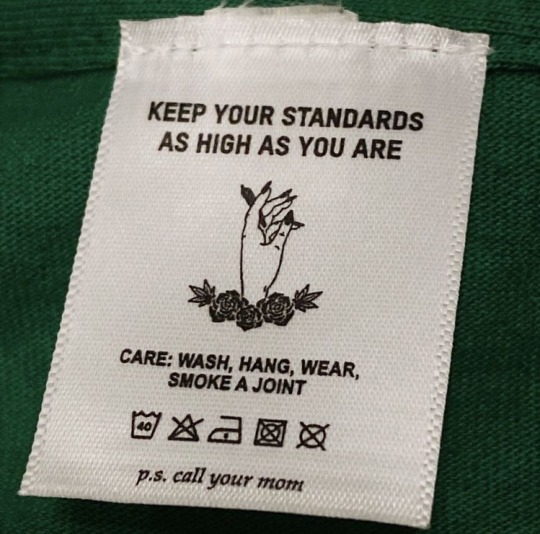 KEEP YOUR STANDARDS
AS HIGH AS YOU ARE
CARE: WASH, HANG, WEAR,
SMOKE A JOINT
40
p.s. call your mom